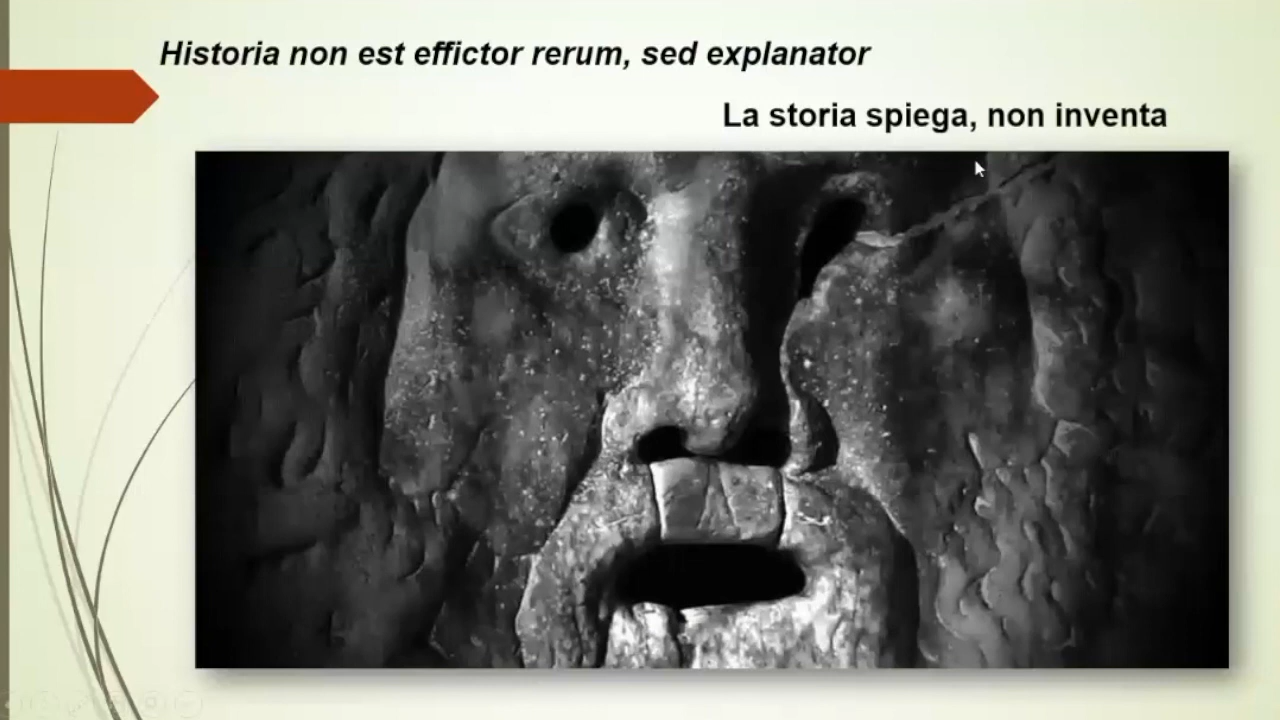 Historia non est effictor rerum, sed explanator
La storia spiega, non inventa